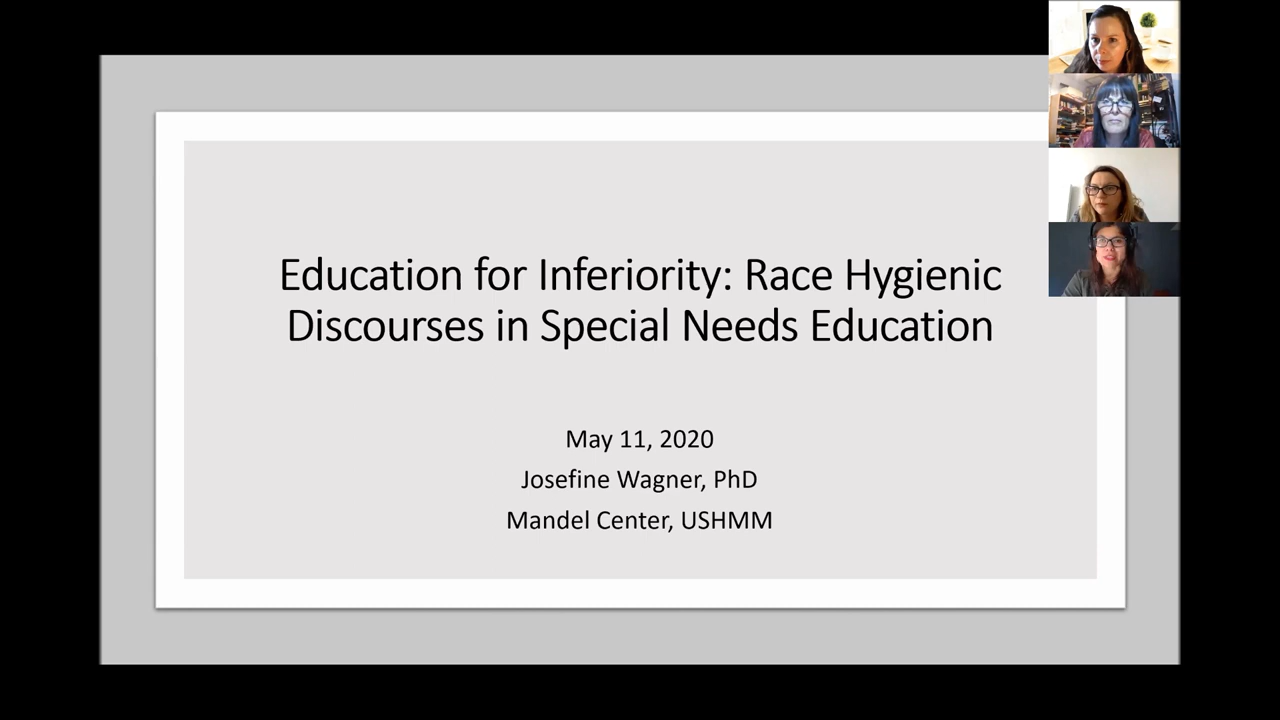 Education for Inferiority: Race Hygienic
Discourses in Special Needs Education
May 11, 2020
Josefine Wagner, PhD
Mandel Center, USHMM